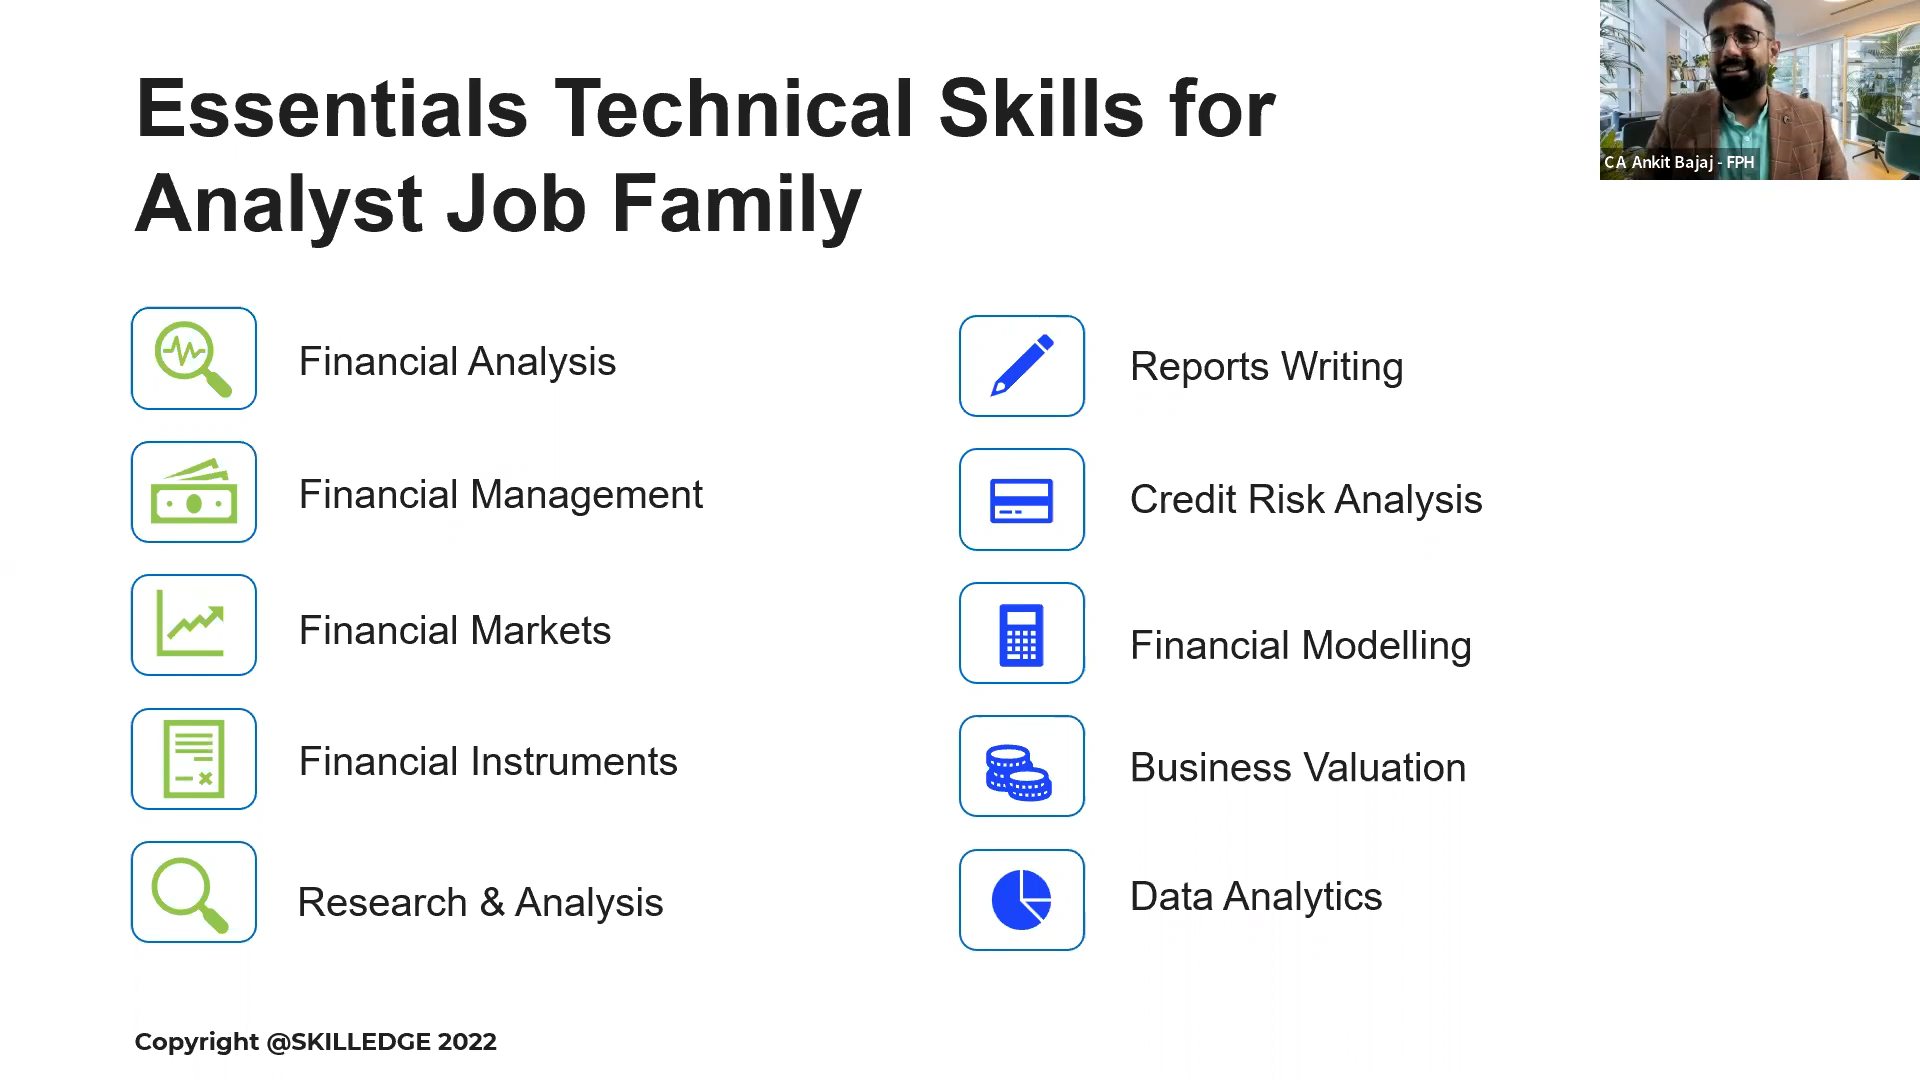 Essentials Technical Skills for
Analyst Job Family
CA Ankit Bajaj - FPH
Financial Analysis
Financial Management
Financial Markets
Financial Instruments
Research & Analysis
Reports Writing
Credit Risk Analysis
Financial Modelling
Business Valuation
Data Analytics
Copyright @SKILLEDGE 2022